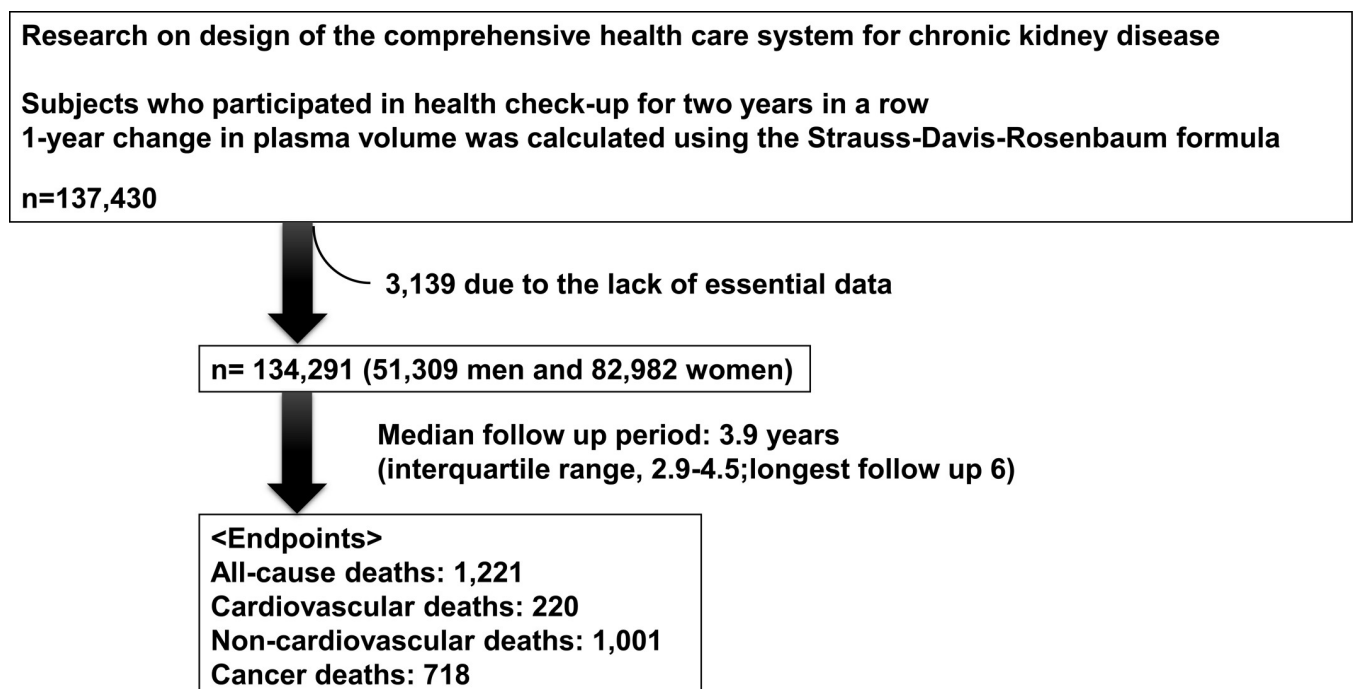 Research on design of the comprehensive health care system for chronic kidney disease
Subjects who participated in health check-up for two years in a row
1-year change in plasma volume was calculated using the Strauss-Davis-Rosenbaum formula
n=137,430
3,139 due to the lack of essential data
n= 134,291 (51,309 men and 82,982 women)
Median follow up period: 3.9 years
(interquartile range, 2.9-4.5;longest follow up 6)
<Endpoints>
All-cause deaths: 1,221
Cardiovascular deaths: 220
Non-cardiovascular deaths: 1,001
Cancer deaths: 718